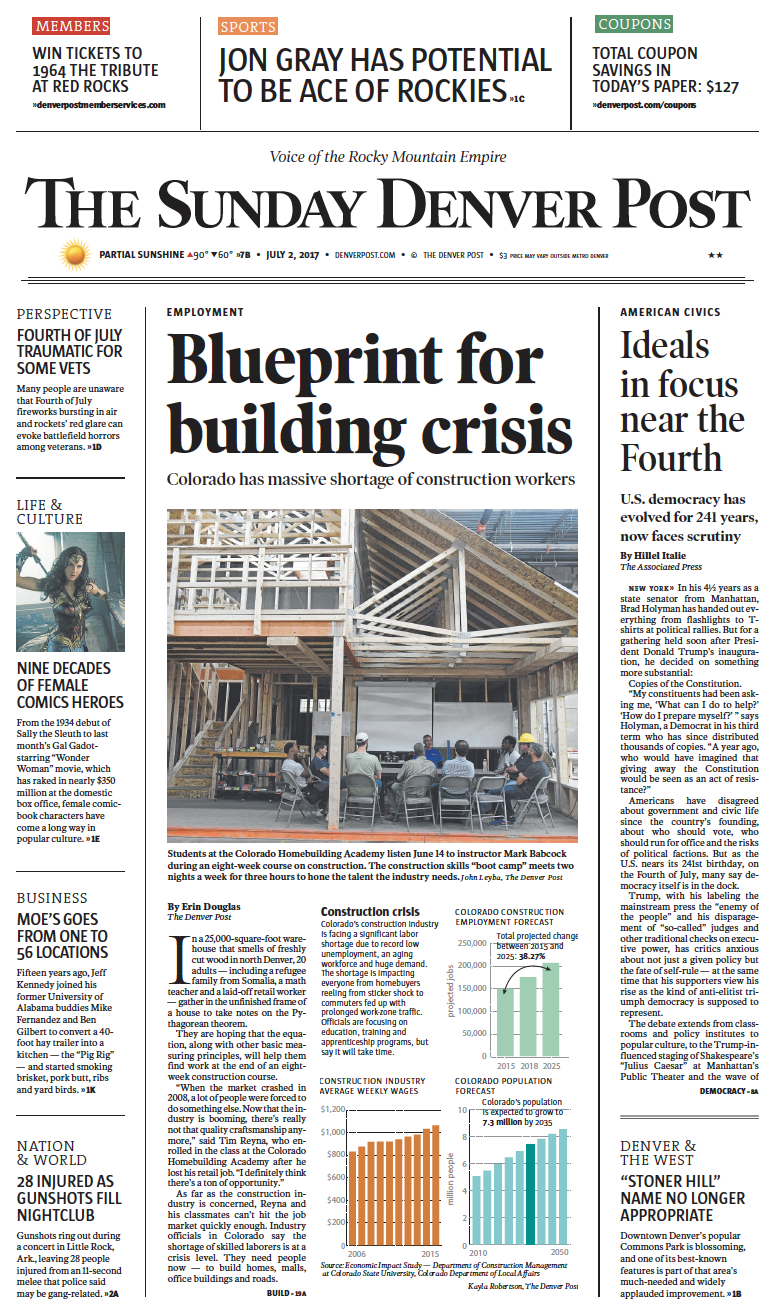 MEMBERS
WIN TICKETS TO
1964 THE TRIBUTE
AT RED ROCKS
»denverpostmemberservices.com
SPORTS
JON GRAY HAS POTENTIAL
TO BE ACE OF ROCKIES »1C
COUPONS
TOTAL COUPON
SAVINGS IN
TODAY'S PAPER: $127
»denverpost.com/coupons
Voice of the Rocky Mountain Empire
THE SUNDAY DENVER POST
PARTIAL SUNSHINE ▲90° ▼60° »7B • JULY 2, 2017 • DENVERPOST.COM • © THE DENVER POST • $3 PRICE MAY VARY OUTSIDE METRO DENVER ★★
PERSPECTIVE
FOURTH OF JULY
TRAUMATIC FOR
SOME VETS
Many people are unaware
that Fourth of July
fireworks bursting in air
and rockets' red glare can
evoke battlefield horrors
among veterans. »1D
LIFE &
CULTURE
NINE DECADES
OF FEMALE
COMICS HEROES
From the 1934 debut of
Sally the Sleuth to last
month's Gal Gadot-
starring "Wonder
Woman" movie, which
has raked in nearly $350
million at the domestic
box office, female comic-
book characters have
come a long way in
popular culture. »1E
BUSINESS
MOE'S GOES
FROM ONE TO
56 LOCATIONS
Fifteen years ago, Jeff
Kennedy joined his
former University of
Alabama buddies Mike
Fernandez and Ben
Gilbert to convert a 40-
foot hay trailer into a
kitchen — the "Pig Rig"
— and started smoking
brisket, pork butt, ribs
and yard birds. »1K
NATION
& WORLD
28 INJURED AS
GUNSHOTS FILL
NIGHTCLUB
Gunshots ring out during
a concert in Little Rock,
Ark., leaving 28 people
injured from an 11-second
melee that police said
may be gang-related. »2A
EMPLOYMENT
Blueprint for
building crisis
Colorado has massive shortage of construction workers
Students at the Colorado Homebuilding Academy listen June 14 to instructor Mark Babcock
during an eight-week course on construction. The construction skills "boot camp" meets two
nights a week for three hours to hone the talent the industry needs. John Leyba, The Denver Post
By Erin Douglas
The Denver Post
In a 25,000-square-foot ware-
house that smells of freshly
cut wood in north Denver, 20
adults — including a refugee
family from Somalia, a math
teacher and a laid-off retail worker
— gather in the unfinished frame of
a house to take notes on the Py-
thagorean theorem.
They are hoping that the equa-
tion, along with other basic mea-
suring principles, will help them
find work at the end of an eight-
week construction course.
"When the market crashed in
2008, a lot of people were forced to
do something else. Now that the in-
dustry is booming, there's really
not that quality craftsmanship any-
more," said Tim Reyna, who en-
rolled in the class at the Colorado
Homebuilding Academy after he
lost his retail job. "I definitely think
there's a ton of opportunity."
As far as the construction in-
dustry is concerned, Reyna and
his classmates can't hit the job
market quickly enough. Industry
officials in Colorado say the
shortage of skilled laborers is at a
crisis level. They need people
now — to build homes, malls,
office buildings and roads.
BUILD » 19A
Construction crisis
Colorado's construction industry
is facing a significant labor
shortage due to record low
unemployment, an aging
workforce and huge demand.
The shortage is impacting
everyone from homebuyers
reeling from sticker shock to
commuters fed up with
prolonged work-zone traffic.
Officials are focusing on
education, training and
apprenticeship programs, but
say it will take time.
COLORADO CONSTRUCTION
EMPLOYMENT FORECAST
Total projected change
between 2015 and
2025: 38.27%
projected jobs
250,000
200,000
150,000
100,000
50,000
0
2015 2018 2025
CONSTRUCTION INDUSTRY
AVERAGE WEEKLY WAGES
$1,200
$1,000
$800
$600
$400
$200
0
2006 2015
COLORADO POPULATION
FORECAST
Colorado's population
is expected to grow to
7.3 million by 2035
million people
10
8
6
4
2
0
2010 2050
Source: Economic Impact Study — Department of Construction Management
at Colorado State University, Colorado Department of Local Affairs
Kayla Robertson, The Denver Post
AMERICAN CIVICS
Ideals
in focus
near the
Fourth
U.S. democracy has
evolved for 241 years,
now faces scrutiny
By Hillel Italie
The Associated Press
NEW YORK» In his 4½ years as a
state senator from Manhattan,
Brad Holyman has handed out ev-
erything from flashlights to T-
shirts at political rallies. But for a
gathering held soon after Presi-
dent Donald Trump's inaugura-
tion, he decided on something
more substantial:
Copies of the Constitution.
"My constituents had been ask-
ing me, 'What can I do to help?'
'How do I prepare myself?' " says
Holyman, a Democrat in his third
term who has since distributed
thousands of copies. "A year ago,
who would have imagined that
giving away the Constitution
would be seen as an act of resis-
tance?"
Americans have disagreed
about government and civic life
since the country's founding,
about who should vote, who
should run for office and the risks
of political factions. But as the
U.S. nears its 241st birthday, on
the Fourth of July, many say de-
mocracy itself is in the dock.
Trump, with his labeling the
mainstream press the "enemy of
the people" and his disparage-
ment of "so-called" judges and
other traditional checks on execu-
tive power, has critics anxious
about not just a given policy but
the fate of self-rule — at the same
time that his supporters view his
rise as the kind of anti-elitist tri-
umph democracy is supposed to
represent.
The debate extends from class-
rooms and policy institutes to
popular culture, to the Trump-in-
fluenced staging of Shakespeare's
"Julius Caesar" at Manhattan's
Public Theater and the wave of
DEMOCRACY » 8A
DENVER &
THE WEST
"STONER HILL"
NAME NO LONGER
APPROPRIATE
Downtown Denver's popular
Commons Park is blossoming,
and one of its best-known
features is part of that area's
much-needed and widely
applauded improvement. »1B